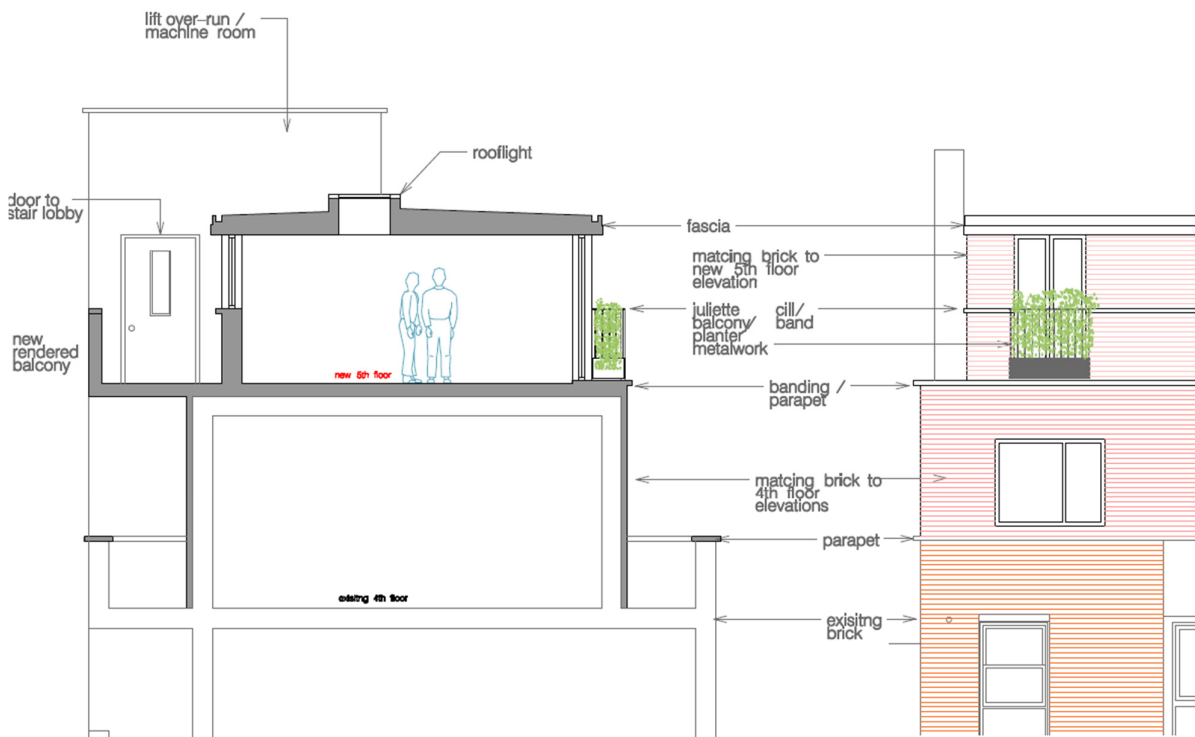 lift over-run /
machine room
rooflight
door to
stair lobby
fascia
matcing brick to
new 5th floor
elevation
juliette cill/
balcony/ band
planter
metalwork
new
rendered
balcony
new 5th floor
banding /
parapet
matcing brick to
4th floor
elevations
parapet
exisitng 4th floor
exisitng
brick